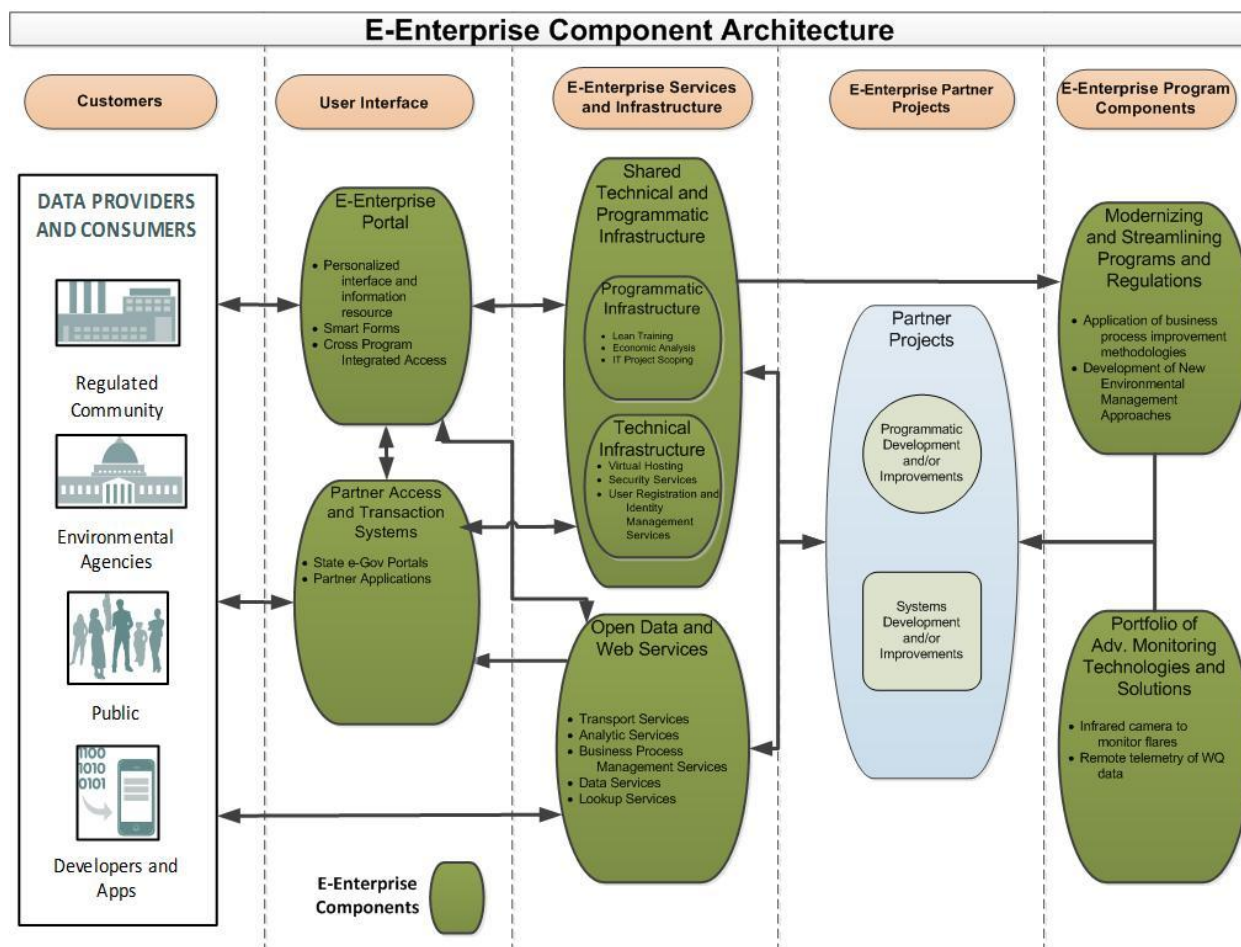 E-Enterprise Component Architecture
Customers
User Interface
E-Enterprise Services
and Infrastructure
E-Enterprise Partner
Projects
E-Enterprise Program
Components
DATA PROVIDERS
AND CONSUMERS
Regulated
Community
Environmental
Agencies
Public
1100
1010
0101
Developers and
Apps
E-Enterprise
Portal
• Personalized
interface and
information
resource
• Smart Forms
• Cross Program
Integrated Access
Partner Access
and Transaction
Systems
• State e-Gov Portals
• Partner Applications
E-Enterprise
Components
Shared
Technical and
Programmatic
Infrastructure
Programmatic
Infrastructure
• Lean Training
• Economic Analysis
• IT Project Scoping
Technical
Infrastructure
• Virtual Hosting
• Security Services
• User Registration and
Identity
Management
Services
Open Data and
Web Services
• Transport Services
• Analytic Services
• Business Process
Management Services
• Data Services
• Lookup Services
Partner
Projects
Programmatic
Development
and/or
Improvements
Systems
Development
and/or
Improvements
Modernizing
and Streamlining
Programs and
Regulations
• Application of business
process improvement
methodologies
• Development of New
Environmental
Management
Approaches
Portfolio of
Adv. Monitoring
Technologies and
Solutions
• Infrared camera to
monitor flares
• Remote telemetry of WQ
data